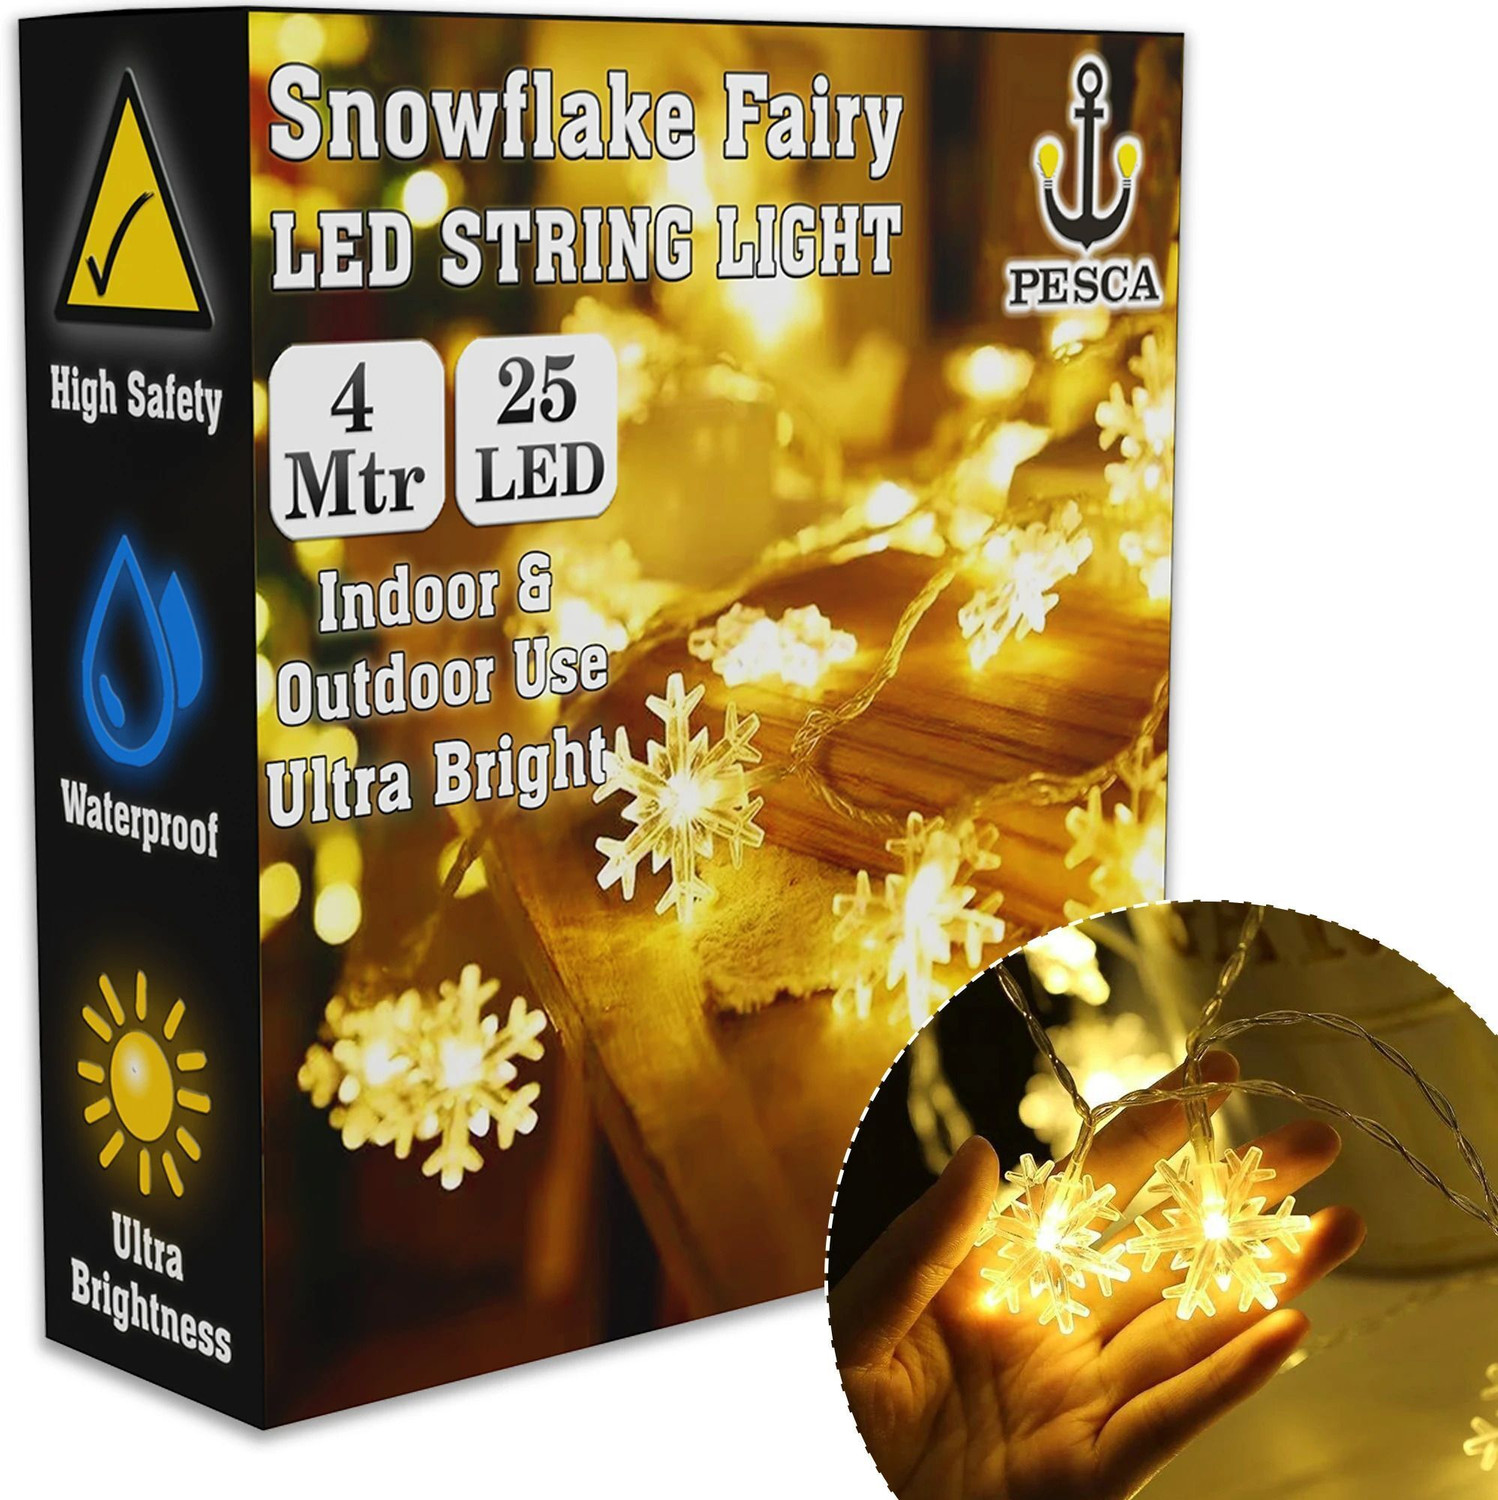 Snowflake Fairy
LED STRING LIGHT
PESCA
4
Mtr
25
LED
Indoor &
Outdoor Use
Ultra Bright
High Safety
Waterproof
Ultra
Brightness